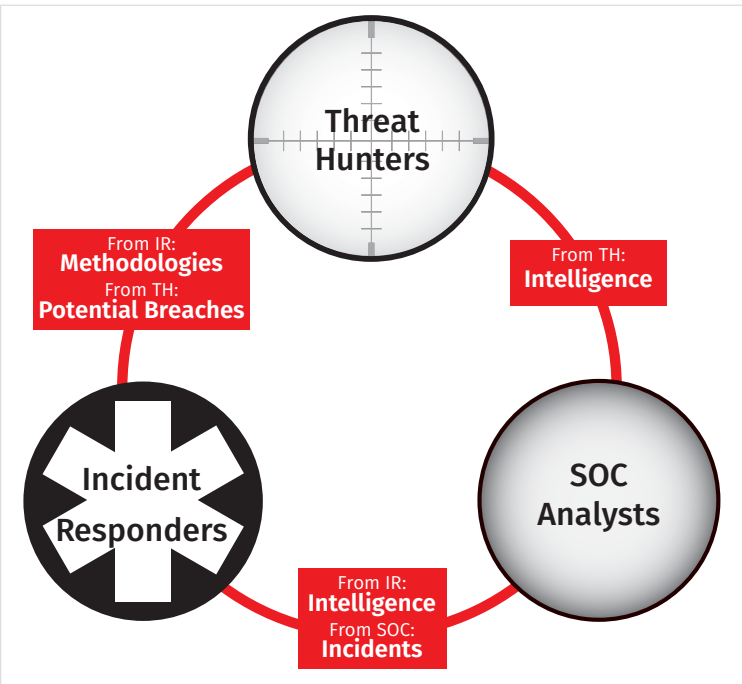 Threat
Hunters
From IR:
Methodologies
From TH:
Potential Breaches
From TH:
Intelligence
Incident
Responders
SOC
Analysts
From IR:
Intelligence
From SOC:
Incidents